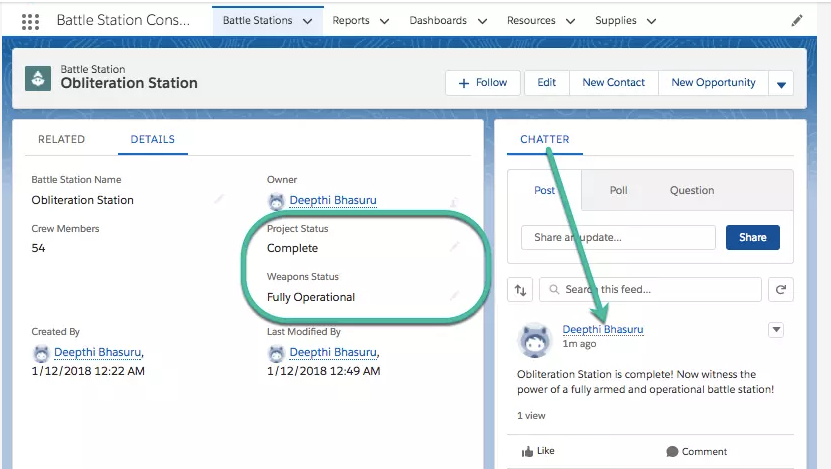 Battle Station Cons... Battle Stations Reports Dashboards Resources Supplies
Battle Station
Obliteration Station
+ Follow Edit New Contact New Opportunity
RELATED DETAILS
Battle Station Name Owner
Obliteration Station Deepthi Bhasuru
Crew Members Project Status
54 Complete
Weapons Status
Fully Operational
Created By Last Modified By
Deepthi Bhasuru, Deepthi Bhasuru,
1/12/2018 12:22 AM 1/12/2018 12:49 AM
CHATTER
Post Poll Question
Share an update... Share
Search this feed...
Deepthi Bhasuru
1m ago
Obliteration Station is complete! Now witness the
power of a fully armed and operational battle station!
1 view
Like Comment